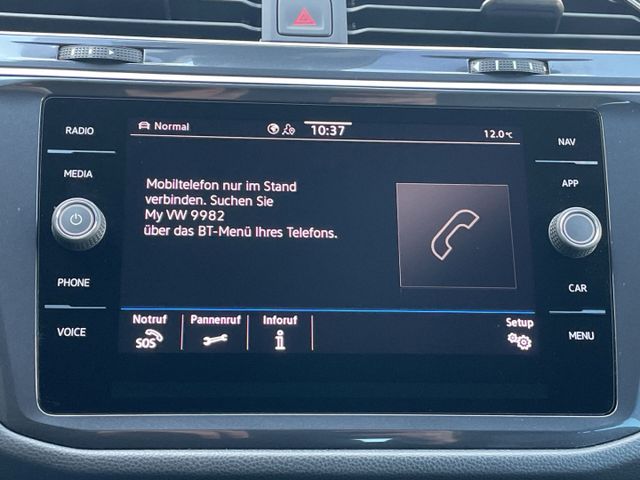 RADIO
MEDIA
PHONE
VOICE
Normal
10:37
12.0°C
Mobiltelefon nur im Stand
verbinden. Suchen Sie
My VW 9982
über das BT-Menü Ihres Telefons.
Notruf
SOS
Pannenruf
Inforuf
Setup
NAV
APP
CAR
MENU